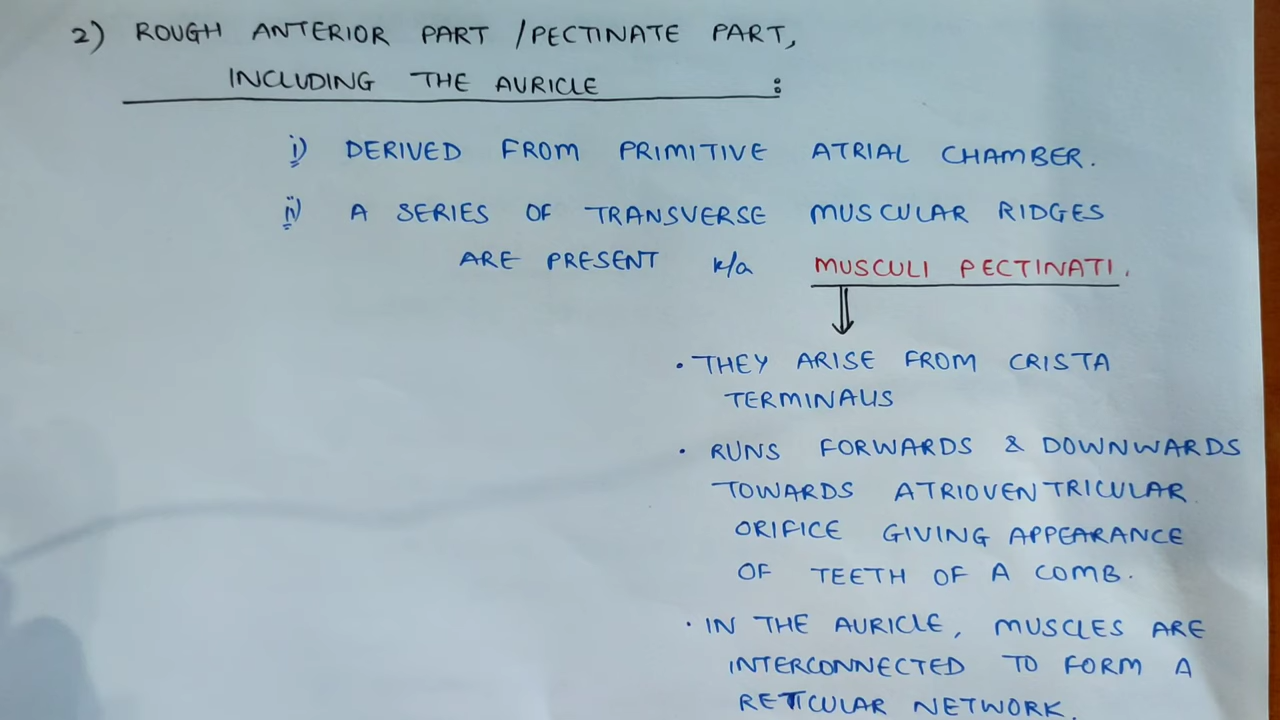 2) ROUGH ANTERIOR PART /PECTINATE PART,
INCLUDING THE AURICLE :
i) DERIVED FROM PRIMITIVE ATRIAL CHAMBER.
ii) A SERIES OF TRANSVERSE MUSCULAR RIDGES
ARE PRESENT k/a MUSCULI PECTINATI.
• THEY ARISE FROM CRISTA
TERMINALIS
• RUNS FORWARDS & DOWNWARDS
TOWARDS ATRIOVENTRICULAR
ORIFICE GIVING APPEARANCE
OF TEETH OF A COMB.
• IN THE AURICLE, MUSCLES ARE
INTERCONNECTED TO FORM A
RETICULAR NETWORK.